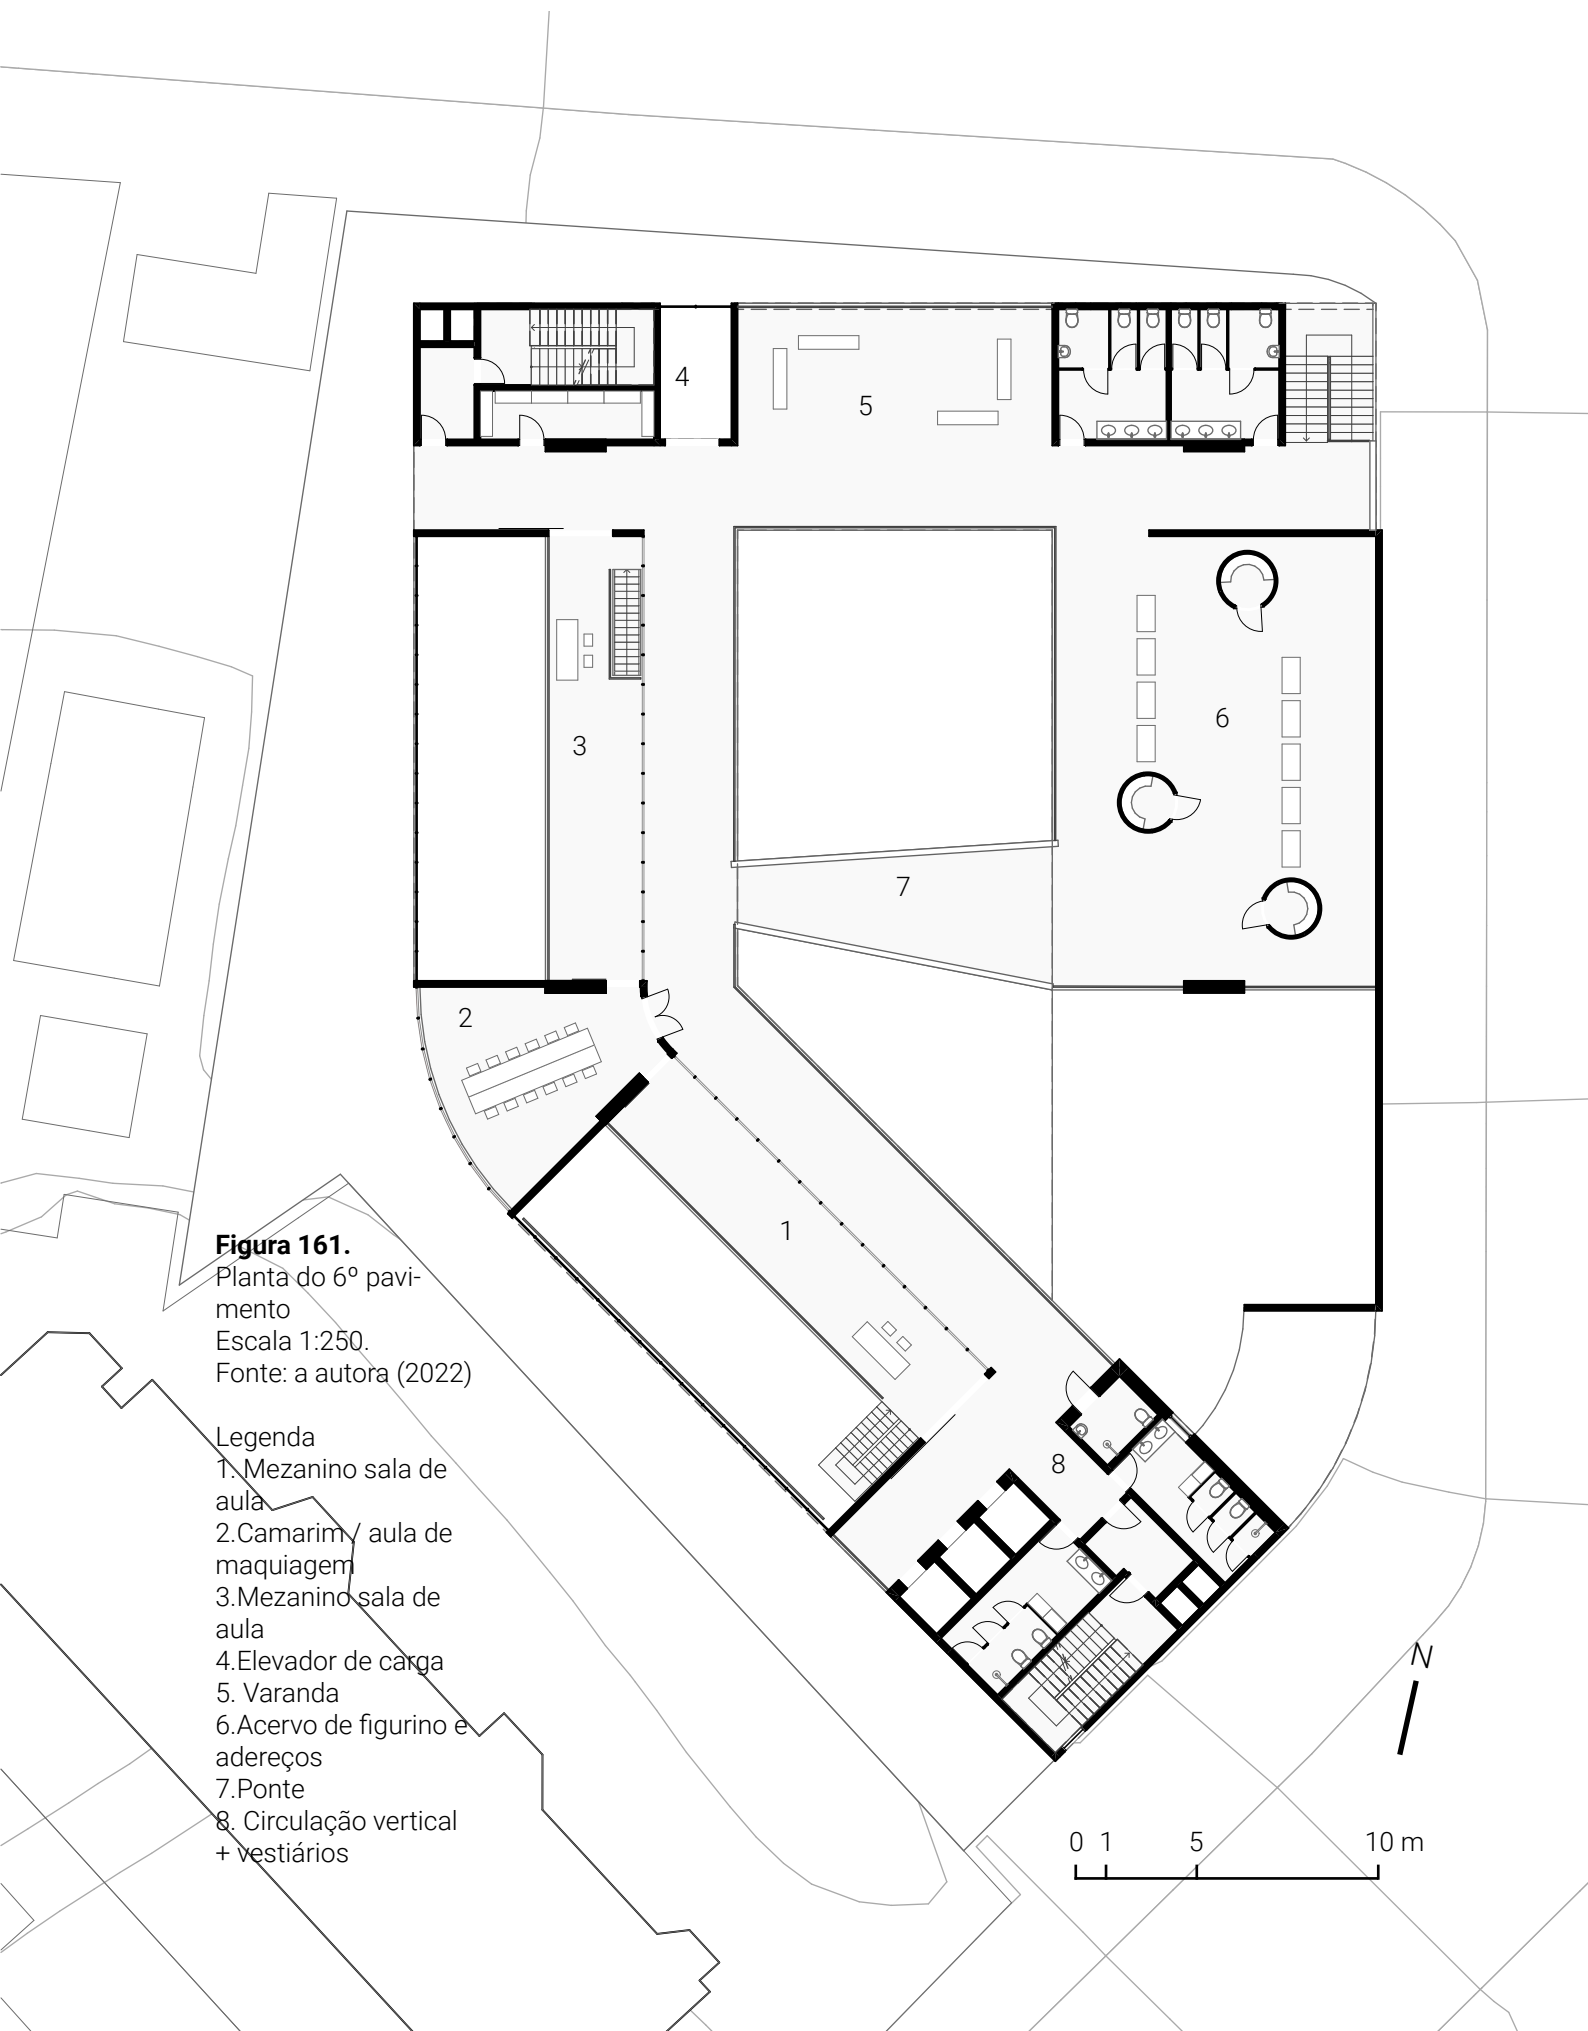 4
5
6
3
7
2
1
8
Figura 161.
Planta do 6º pavi-
mento
Escala 1:250.
Fonte: a autora (2022)
Legenda
1. Mezanino sala de
aula
2.Camarim / aula de
maquiagem
3.Mezanino sala de
aula
4.Elevador de carga
5. Varanda
6.Acervo de figurino e
adereços
7.Ponte
8. Circulação vertical
+ vestiários
N
0 1 5 10 m